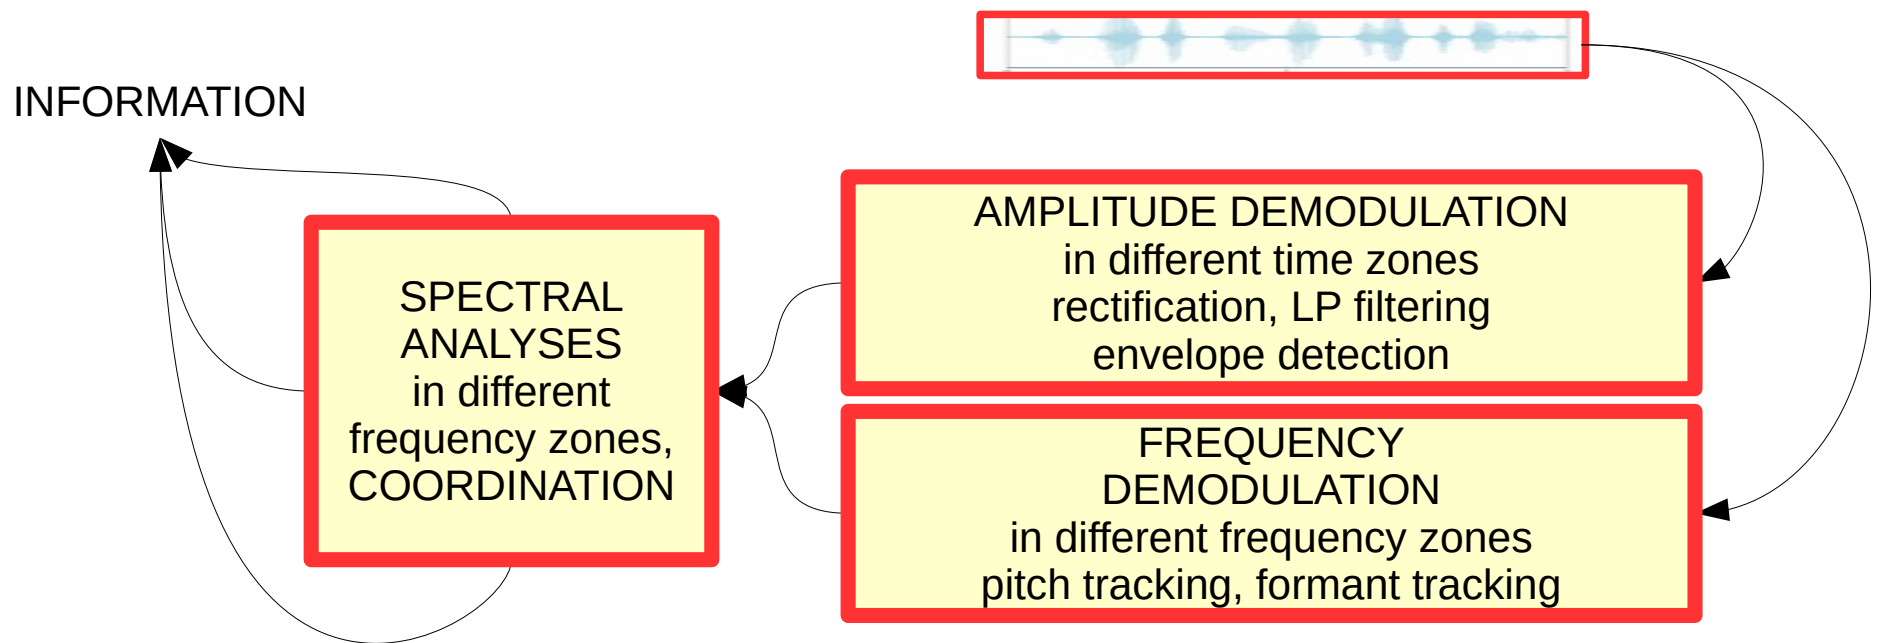 INFORMATION
AMPLITUDE DEMODULATION
in different time zones
rectification, LP filtering
envelope detection
SPECTRAL
ANALYSES
in different
frequency zones,
COORDINATION
FREQUENCY
DEMODULATION
in different frequency zones
pitch tracking, formant tracking